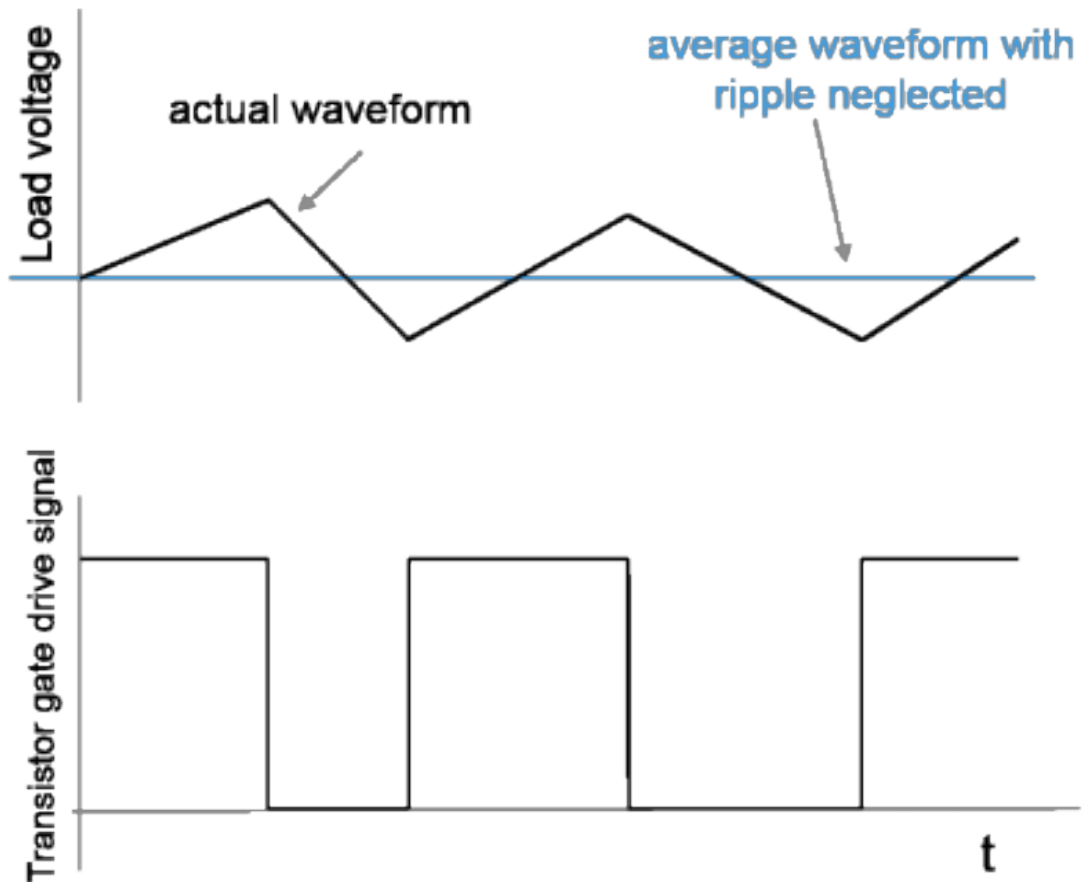 Load voltage
actual waveform
average waveform with
ripple neglected
Transistor gate drive signal
t